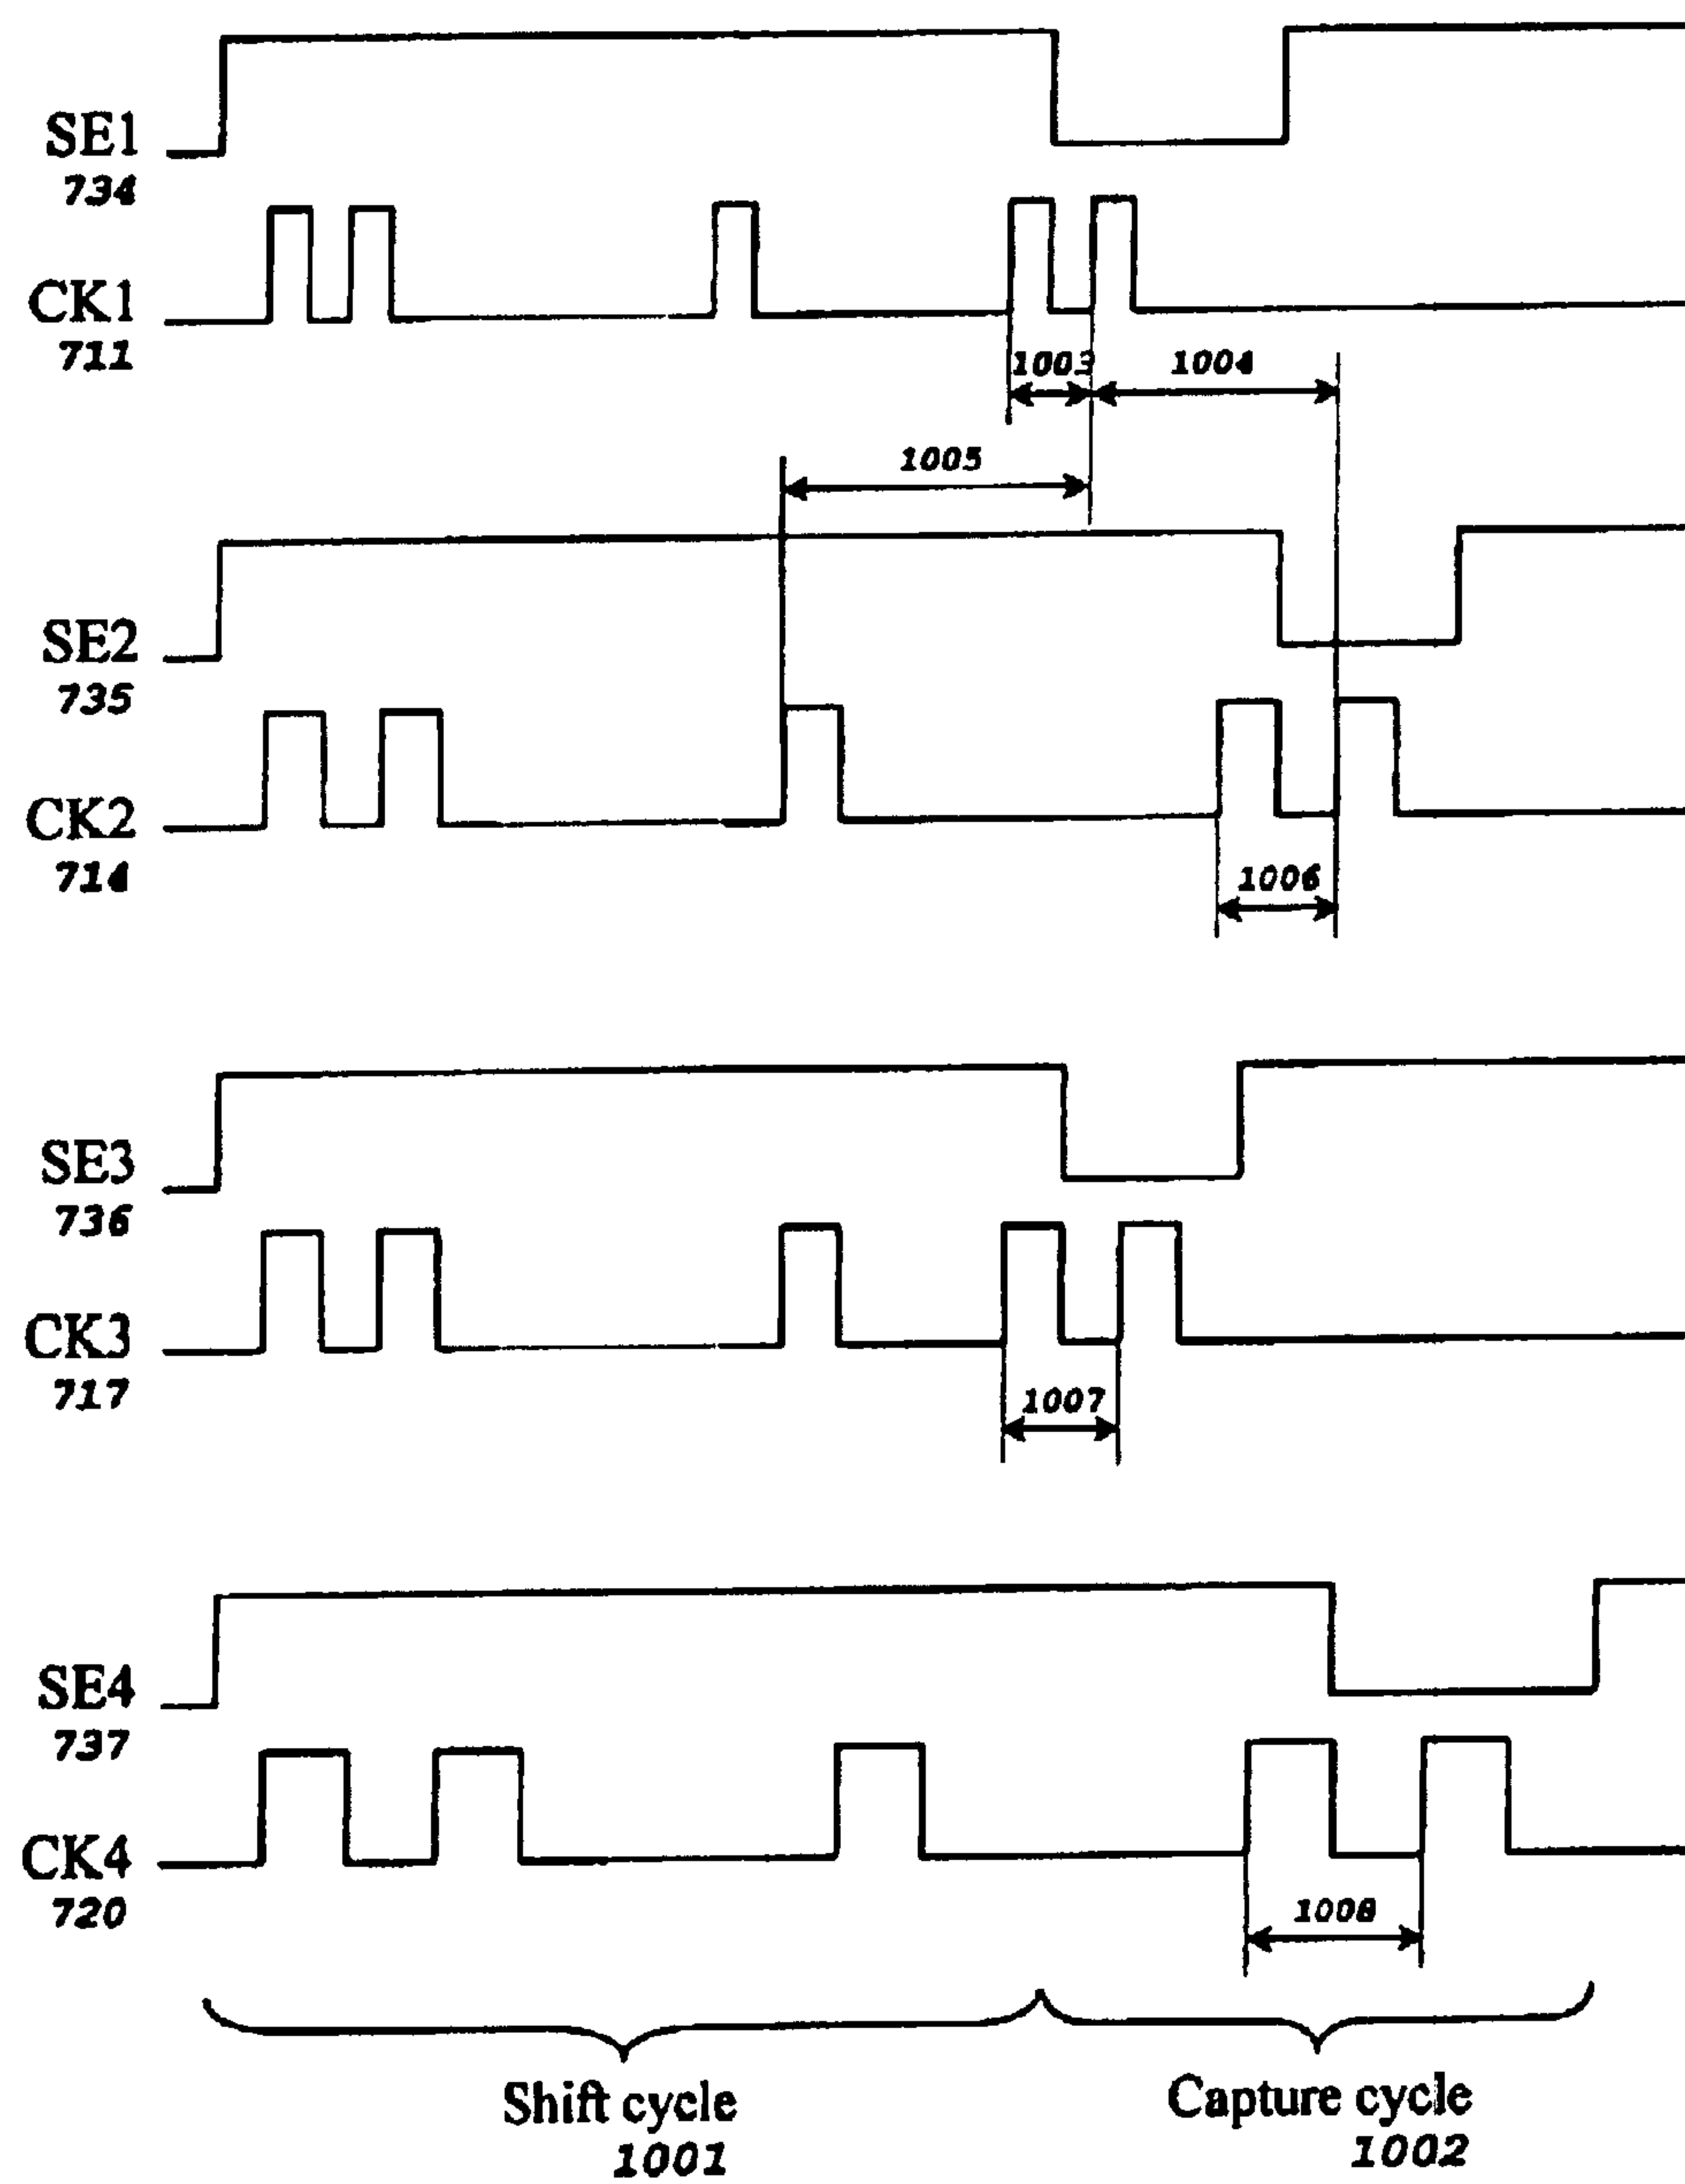 SE1
734
CK1
711
1003
1004
1005
SE2
735
CK2
714
1006
SE3
736
CK3
717
1007
SE4
737
CK4
720
1008
Shift cycle
1001
Capture cycle
1002